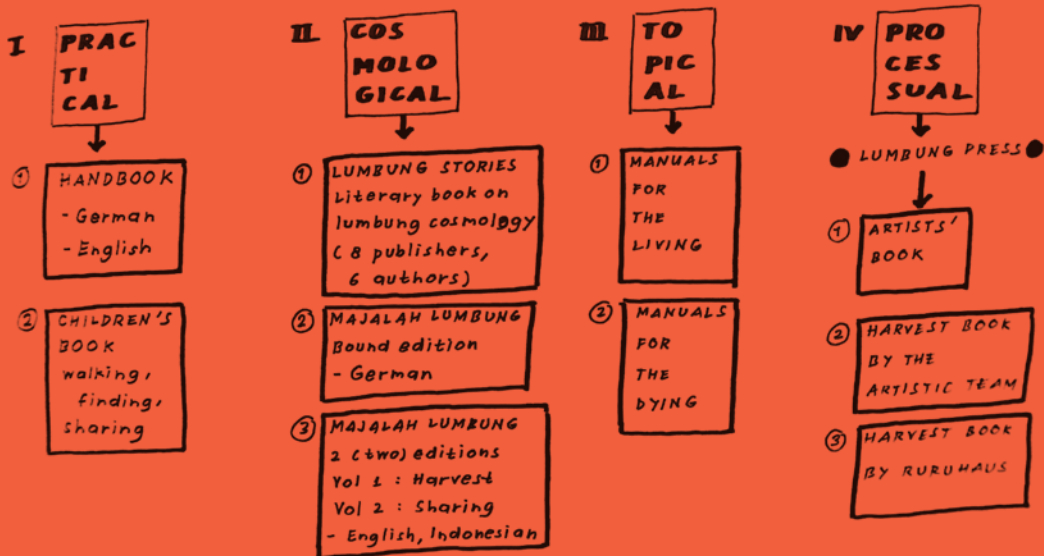 I
PRAC
TI
CAL
① HANDBOOK
- German
- English
② CHILDREN'S
BOOK
walking,
finding,
sharing
II
COS
MOLO
GICAL
① LUMBUNG STORIES
Literary book on
lumbung cosmology
(8 publishers,
6 authors)
② MAJALAH LUMBUNG
Bound edition
- German
③ MAJALAH LUMBUNG
2 (two) editions
Vol 1 : Harvest
Vol 2 : Sharing
- English, Indonesian
III
TO
PIC
AL
① MANUALS
FOR
THE
LIVING
② MANUALS
FOR
THE
DYING
IV
PRO
CES
SUAL
● LUMBUNG PRESS ●
① ARTISTS'
BOOK
② HARVEST BOOK
BY THE
ARTISTIC TEAM
③ HARVEST BOOK
BY RURUHAUS